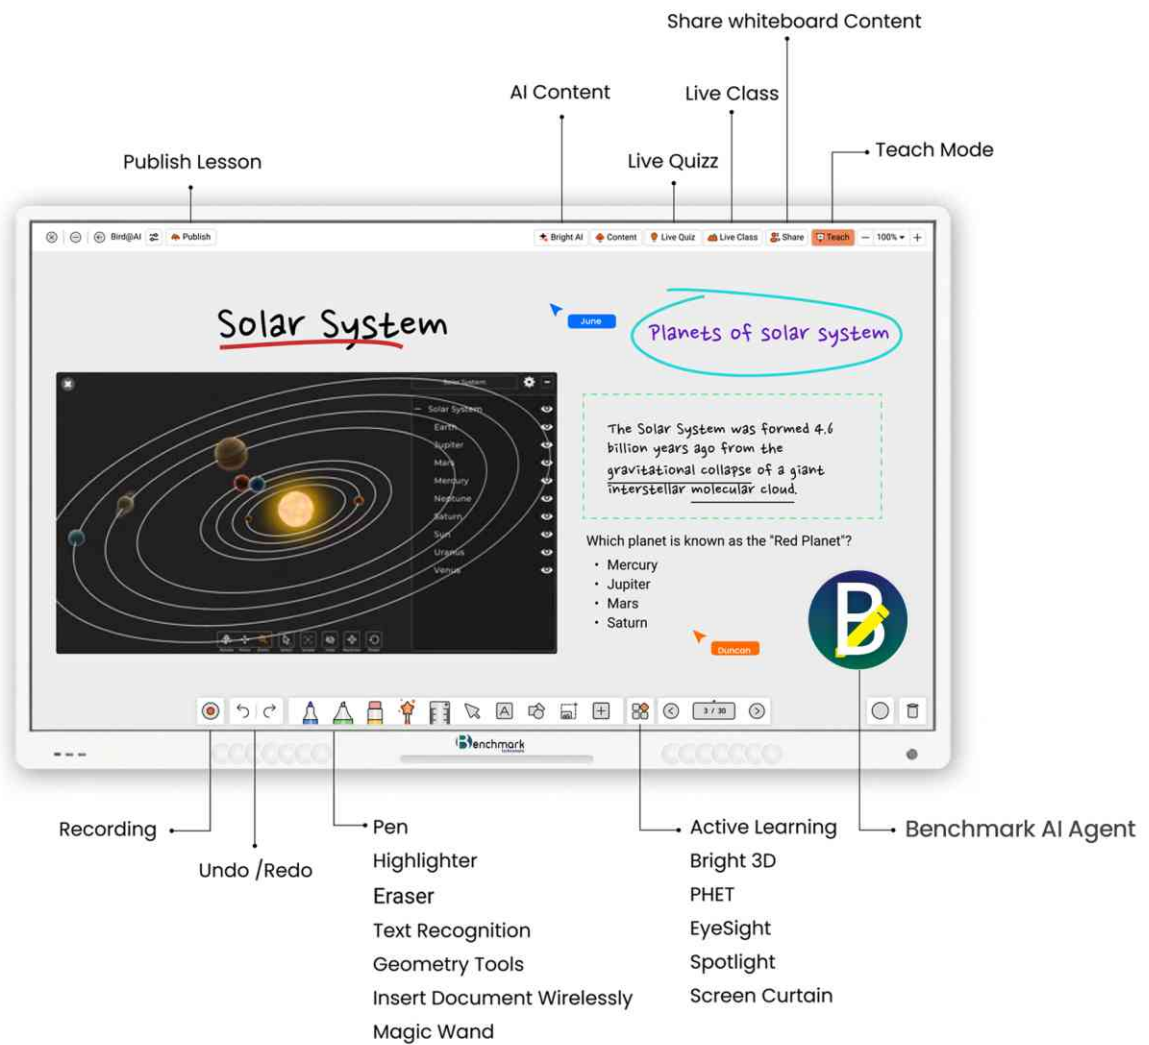 Share whiteboard Content
AI Content
Live Class
Publish Lesson
Live Quizz
Teach Mode
Bird@AI
Publish
Bright AI
Content
Live Quiz
Live Class
Share
Teach
100%
Solar System
June
Planets of solar system
Solar System
Solar System
Earth
Jupiter
Mars
Mercury
Neptune
Saturn
Sun
Uranus
Venus
The Solar System was formed 4.6
billion years ago from the
gravitational collapse of a giant
interstellar molecular cloud.
Which planet is known as the "Red Planet"?
• Mercury
• Jupiter
• Mars
• Saturn
Duncan
B
A
3 / 30
Benchmark
Recording
Undo /Redo
Pen
Highlighter
Eraser
Text Recognition
Geometry Tools
Insert Document Wirelessly
Magic Wand
Active Learning
Bright 3D
PHET
EyeSight
Spotlight
Screen Curtain
Benchmark AI Agent